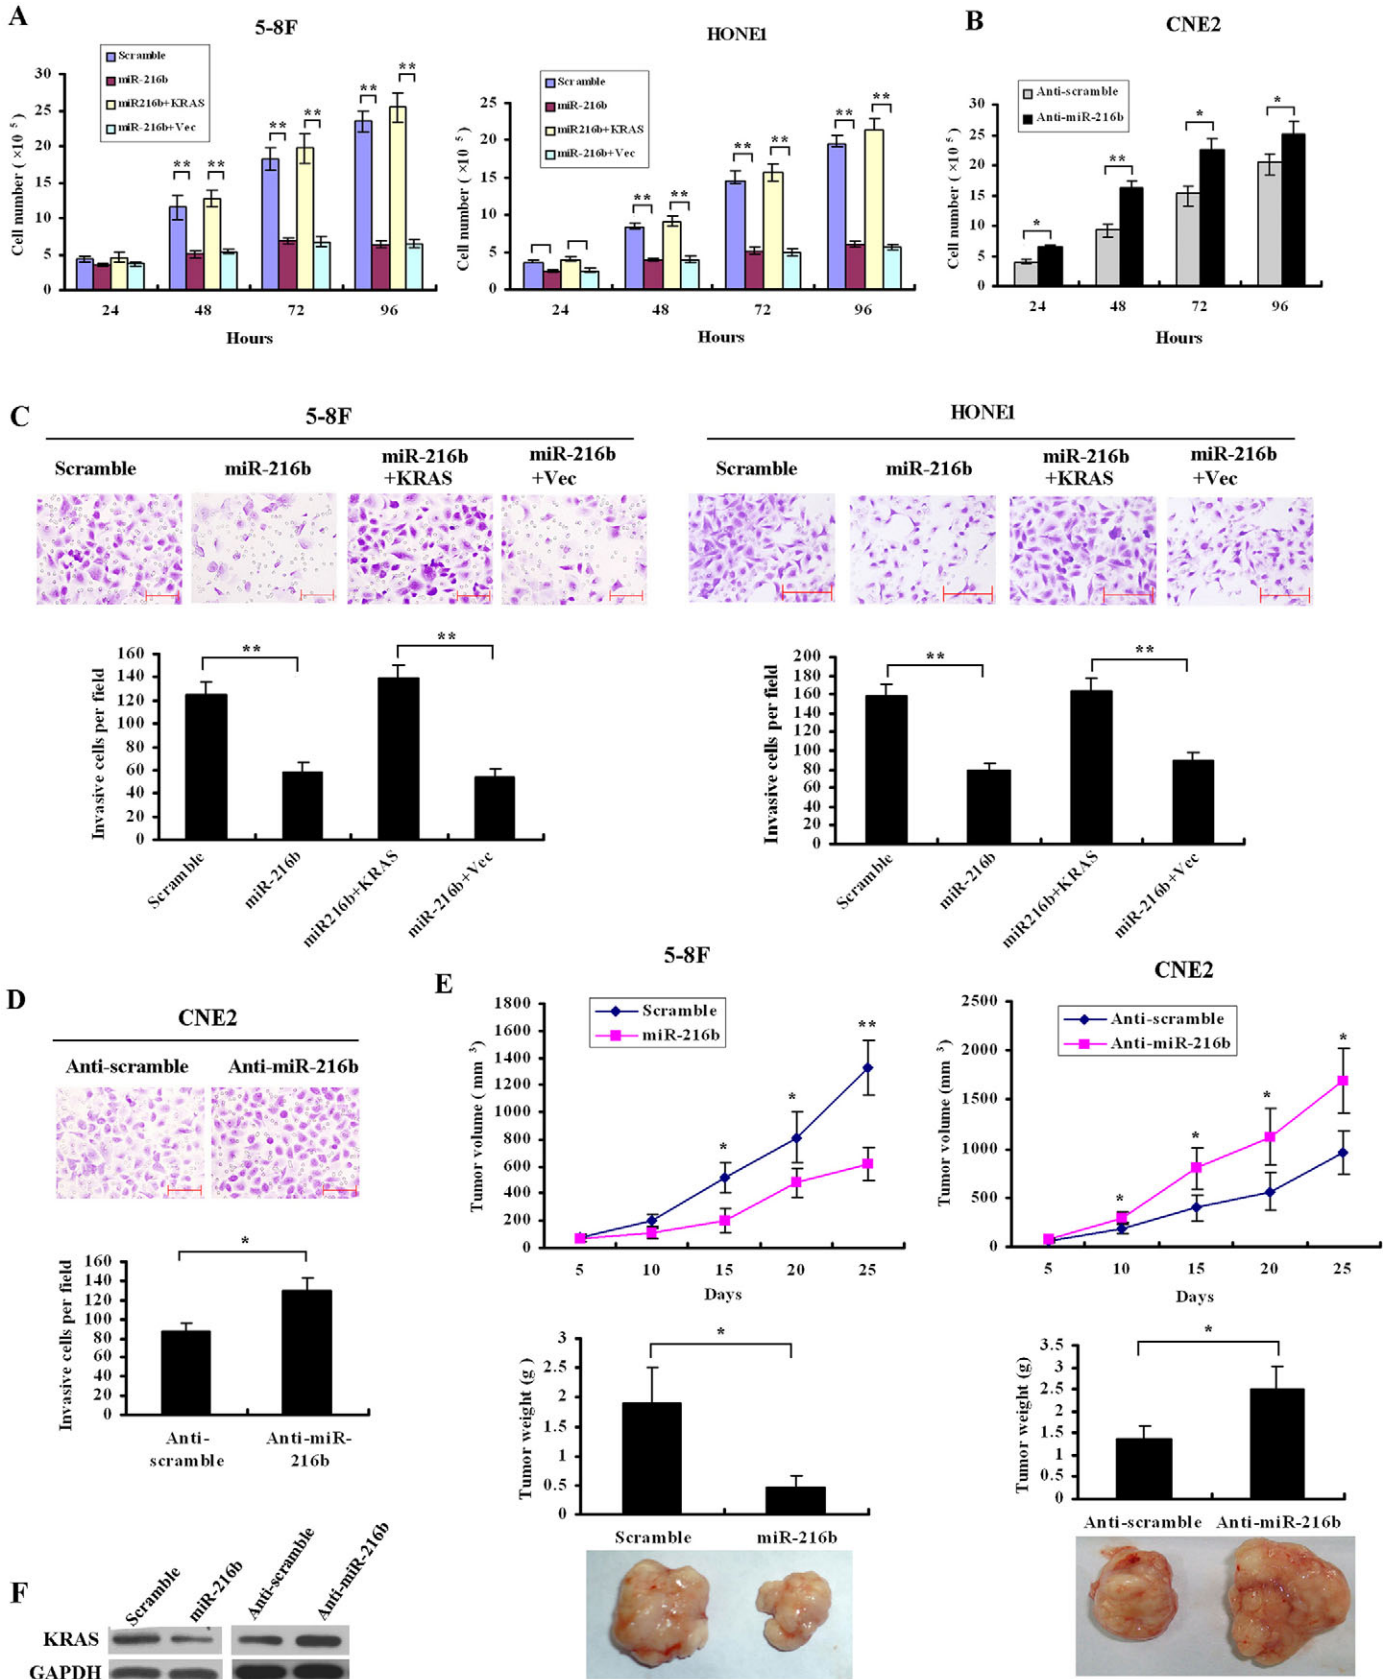 A
5-8F
Scramble
miR-216b
miR216b+KRAS
miR-216b+Vec
30
25
20
15
10
5
0
Cell number ( ×10 5 )
** ** ** ** ** **
24 48 72 96
Hours
HONE1
Scramble
miR-216b
miR216b+KRAS
miR-216b+Vec
25
20
15
10
5
0
Cell number ( ×10 5 )
** ** ** ** ** **
24 48 72 96
Hours
B
CNE2
Anti-scramble
Anti-miR-216b
30
25
20
15
10
5
0
Cell number ( ×10 5 )
* ** * *
24 48 72 96
Hours
C
5-8F
Scramble miR-216b miR-216b +KRAS miR-216b +Vec
160
140
120
100
80
60
40
20
0
Invasive cells per field
** **
Scramble miR-216b miR216b+KRAS miR-216b+Vec
HONE1
Scramble miR-216b miR-216b +KRAS miR-216b +Vec
200
180
160
140
120
100
80
60
40
20
0
Invasive cells per field
** **
Scramble miR-216b miR216b+KRAS miR-216b+Vec
D
CNE2
Anti-scramble Anti-miR-216b
160
140
120
100
80
60
40
20
0
Invasive cells per field
*
Anti- Anti-miR-
scramble 216b
E
5-8F
Scramble
miR-216b
1800
1600
1400
1200
1000
800
600
400
200
0
Tumor volume ( mm 3)
* * **
5 10 15 20 25
Days
CNE2
Anti-scramble
Anti-miR-216b
2500
2000
1500
1000
500
0
Tumor volume (mm 3)
* * * *
5 10 15 20 25
Days
3
2.5
2
1.5
1
0.5
0
Tumor weight (g)
*
Scramble miR-216b
3.5
3
2.5
2
1.5
1
0.5
0
Tumor weight (g)
*
Anti-scramble Anti-miR-216b
F
Scramble miR-216b Anti-scramble Anti-miR-216b
KRAS
GAPDH